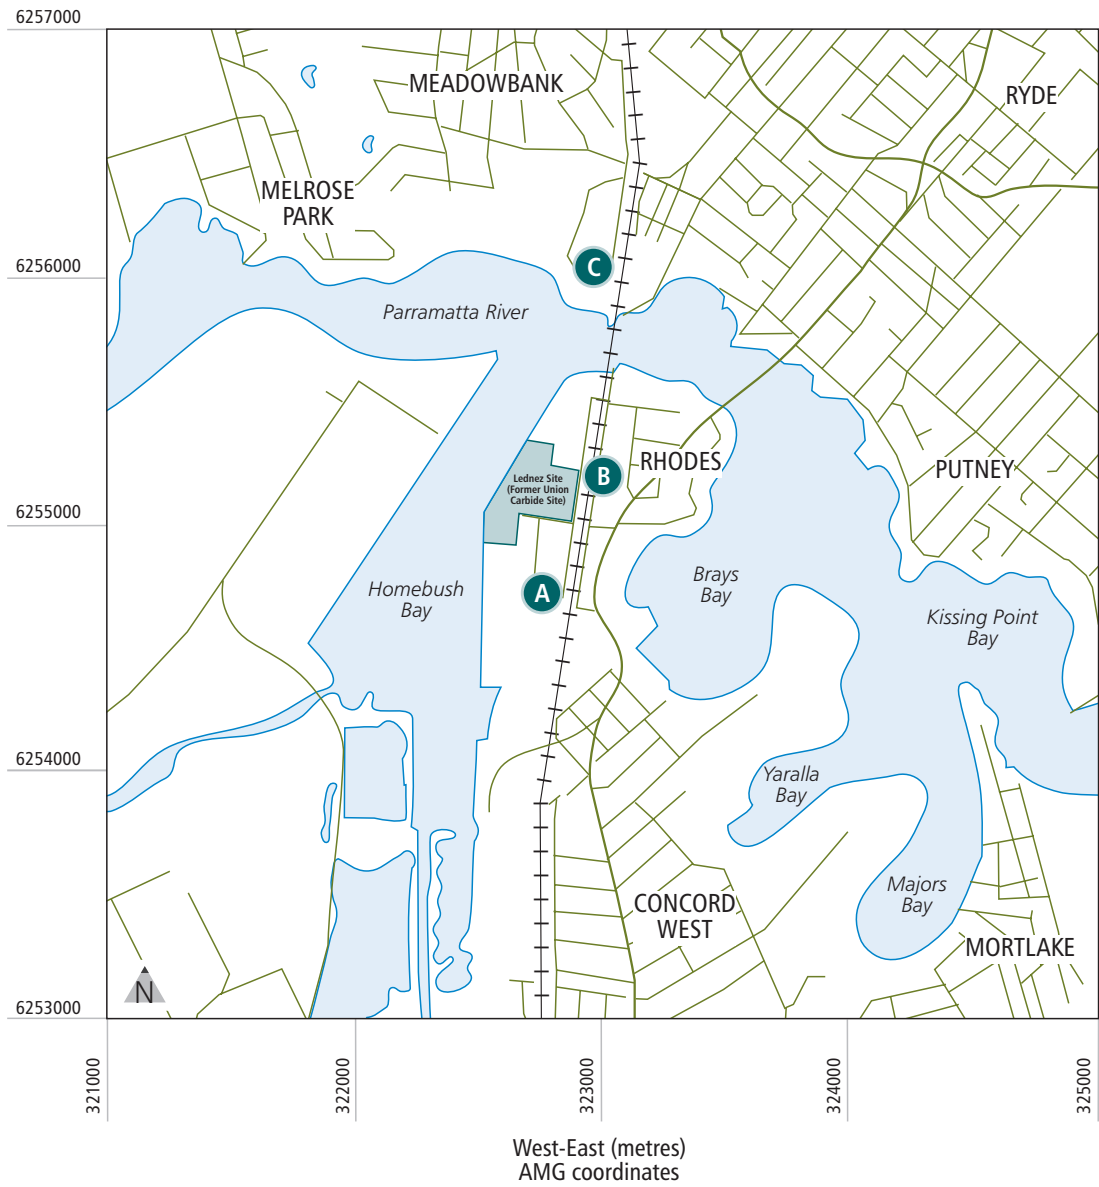 6257000
MEADOWBANK
RYDE
MELROSE
PARK
6256000
C
Parramatta River
Lednez Site
(Former Union
Carbide Site)
B
RHODES
PUTNEY
6255000
A
Homebush
Bay
Brays
Bay
Kissing Point
Bay
6254000
Yaralla
Bay
Majors
Bay
CONCORD
WEST
MORTLAKE
N
6253000
321000
322000
323000
324000
325000
West-East (metres)
AMG coordinates